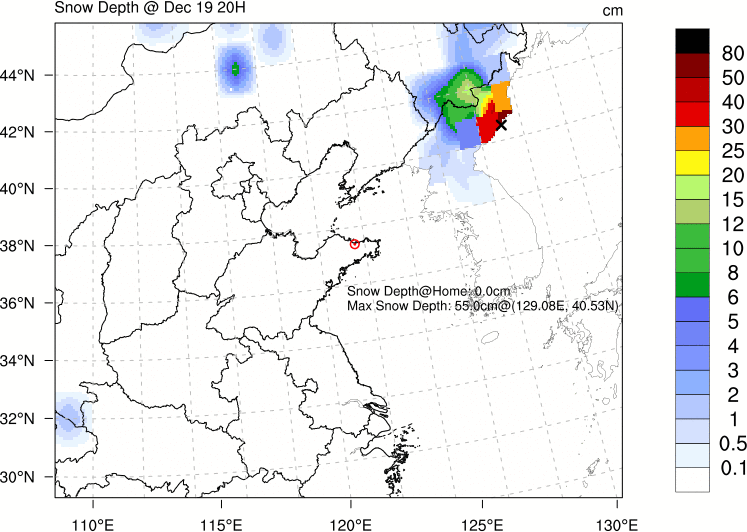 Snow Depth @ Dec 19 20H
cm
44°N
42°N
40°N
38°N
36°N
34°N
32°N
30°N
Snow Depth@Home: 0.0cm
Max Snow Depth: 55.0cm@(129.08E, 40.53N)
110°E
115°E
120°E
125°E
130°E
80
50
40
30
25
20
15
12
10
8
6
5
4
3
2
1
0.5
0.1